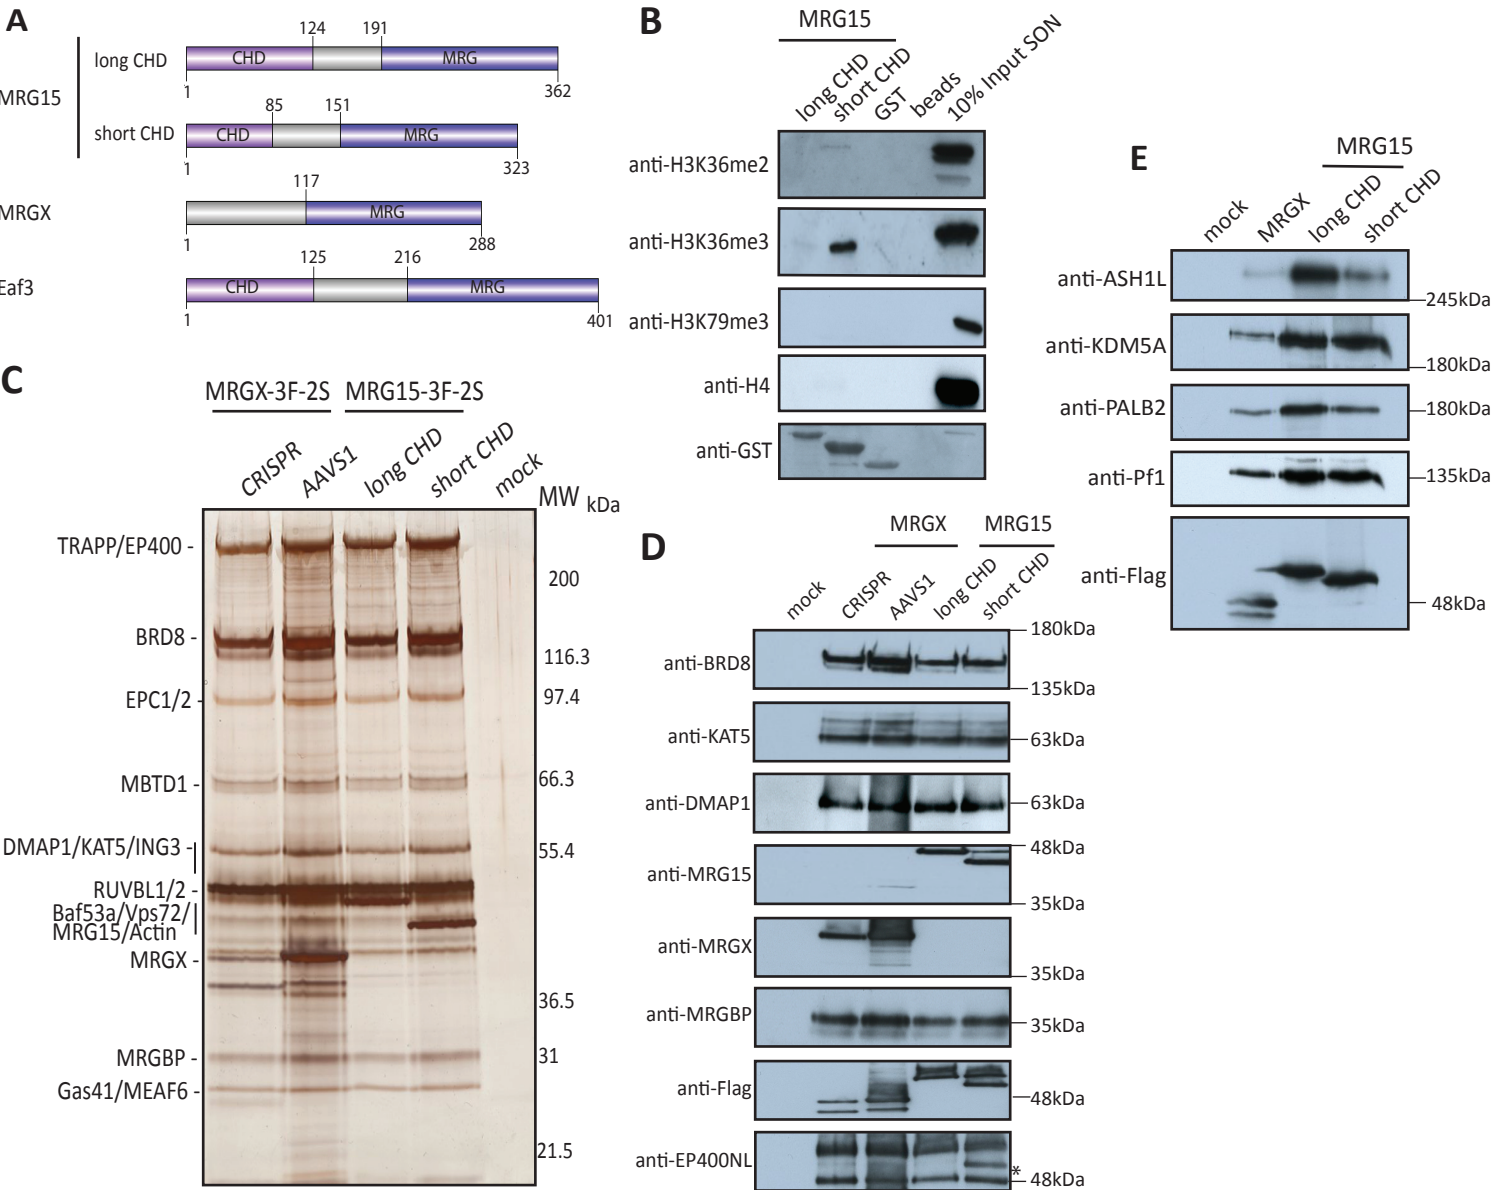 A
124 191
long CHD CHD MRG
1 362
MRG15
85 151
short CHD CHD MRG
1 323
117
MRGX MRG
1 288
125 216
Eaf3 CHD MRG
1 401
B
MRG15
long CHD
short CHD
GST
beads
10% Input SON
anti-H3K36me2
anti-H3K36me3
anti-H3K79me3
anti-H4
anti-GST
C
MRGX-3F-2S MRG15-3F-2S
CRISPR
AAVS1
long CHD
short CHD
mock
MW kDa
TRAPP/EP400 -
200
BRD8 -
116.3
EPC1/2 -
97.4
MBTD1 -
66.3
DMAP1/KAT5/ING3 -
55.4
RUVBL1/2 -
Baf53a/Vps72/
MRG15/Actin
MRGX -
36.5
MRGBP -
31
Gas41/MEAF6 -
21.5
D
MRGX MRG15
mock
CRISPR
AAVS1
long CHD
short CHD
180kDa
anti-BRD8
135kDa
anti-KAT5 63kDa
anti-DMAP1 63kDa
48kDa
anti-MRG15
35kDa
anti-MRGX
35kDa
anti-MRGBP 35kDa
anti-Flag 48kDa
anti-EP400NL *
48kDa
E
MRG15
mock
MRGX
long CHD
short CHD
anti-ASH1L
245kDa
anti-KDM5A
180kDa
anti-PALB2 180kDa
anti-Pf1 135kDa
anti-Flag
48kDa